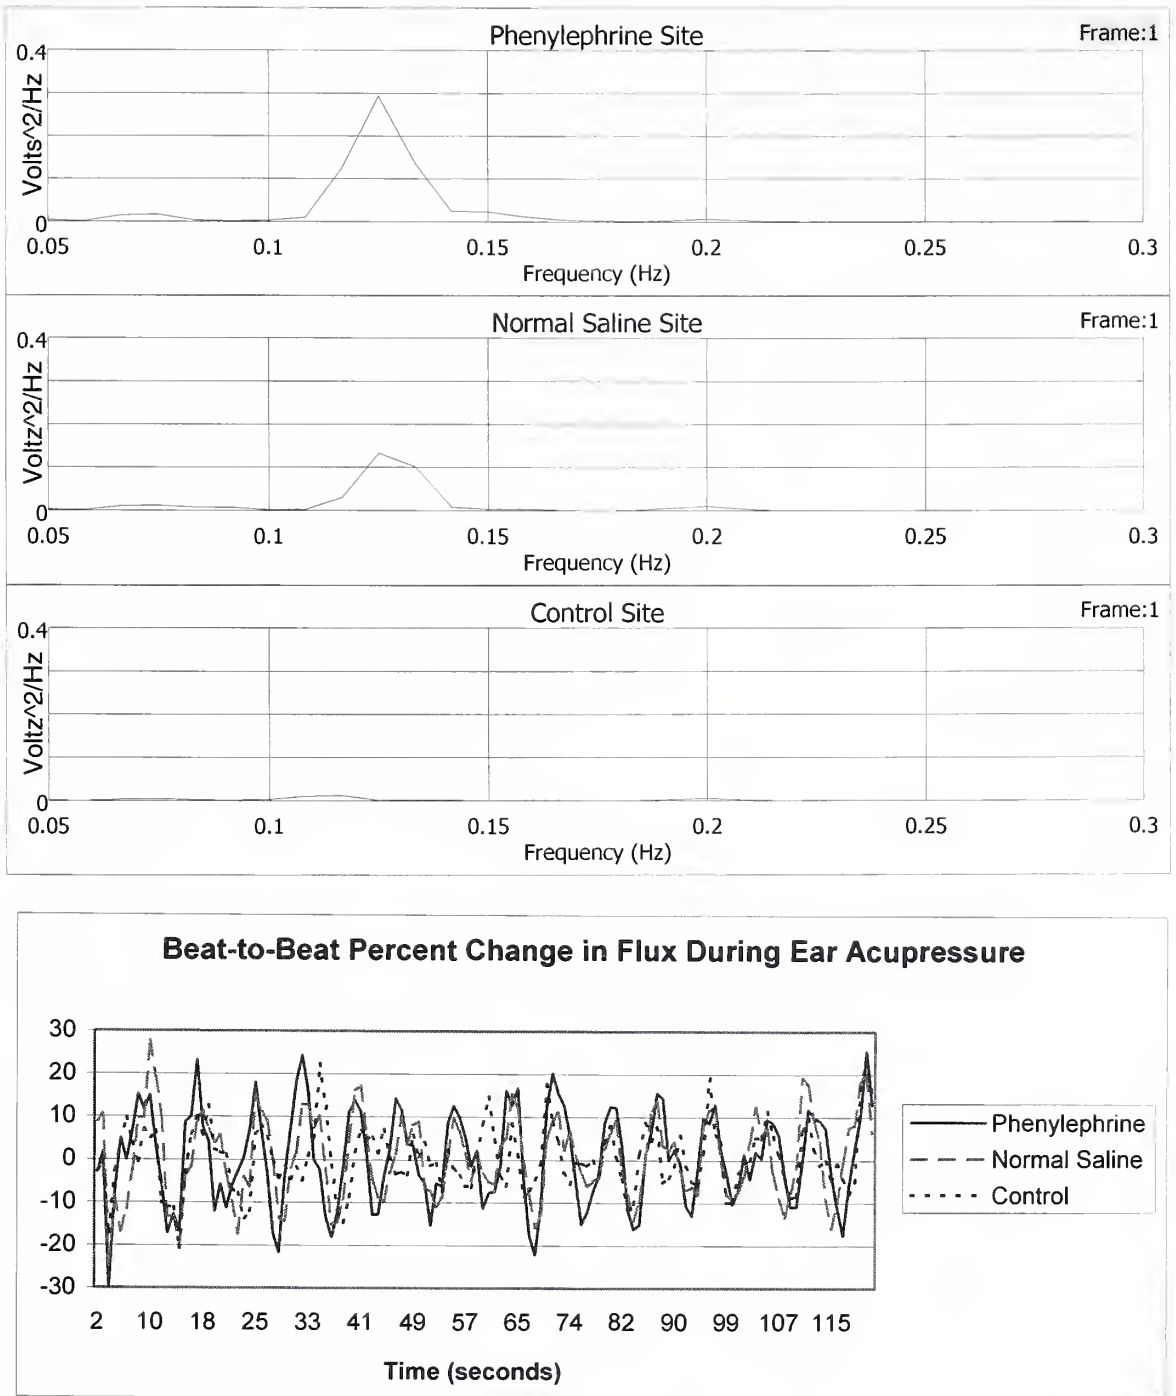 Phenylephrine Site
Frame:1
0.4
Volts^2/Hz
0
0.05 0.1 0.15 0.2 0.25 0.3
Frequency (Hz)
Normal Saline Site
Frame:1
0.4
Voltz^2/Hz
0
0.05 0.1 0.15 0.2 0.25 0.3
Frequency (Hz)
Control Site
Frame:1
0.4
Voltz^2/Hz
0
0.05 0.1 0.15 0.2 0.25 0.3
Frequency (Hz)
Beat-to-Beat Percent Change in Flux During Ear Acupressure
30
20
10
0
-10
-20
-30
2 10 18 25 33 41 49 57 65 74 82 90 99 107 115
Time (seconds)
Phenylephrine
Normal Saline
Control